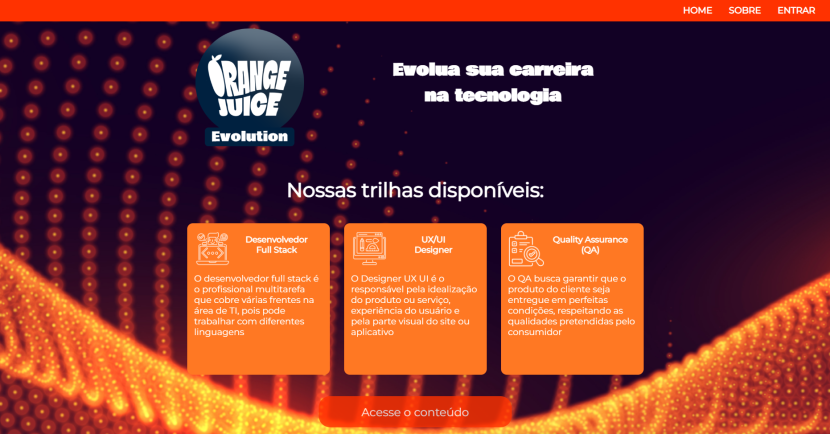 HOME SOBRE ENTRAR
ORANGE
JUICE
Evolution
Evolua sua carreira
na tecnologia
Nossas trilhas disponíveis:
Desenvolvedor
Full Stack
O desenvolvedor full stack é
o profissional multitarefa
que cobre várias frentes na
área de TI, pois pode
trabalhar com diferentes
linguagens
UX/UI
Designer
O Designer UX UI é o
responsável pela idealização
do produto ou serviço,
experiência do usuário e
pela parte visual do site ou
aplicativo
Quality Assurance
(QA)
O QA busca garantir que o
produto do cliente seja
entregue em perfeitas
condições, respeitando as
qualidades pretendidas pelo
consumidor
Acesse o conteúdo